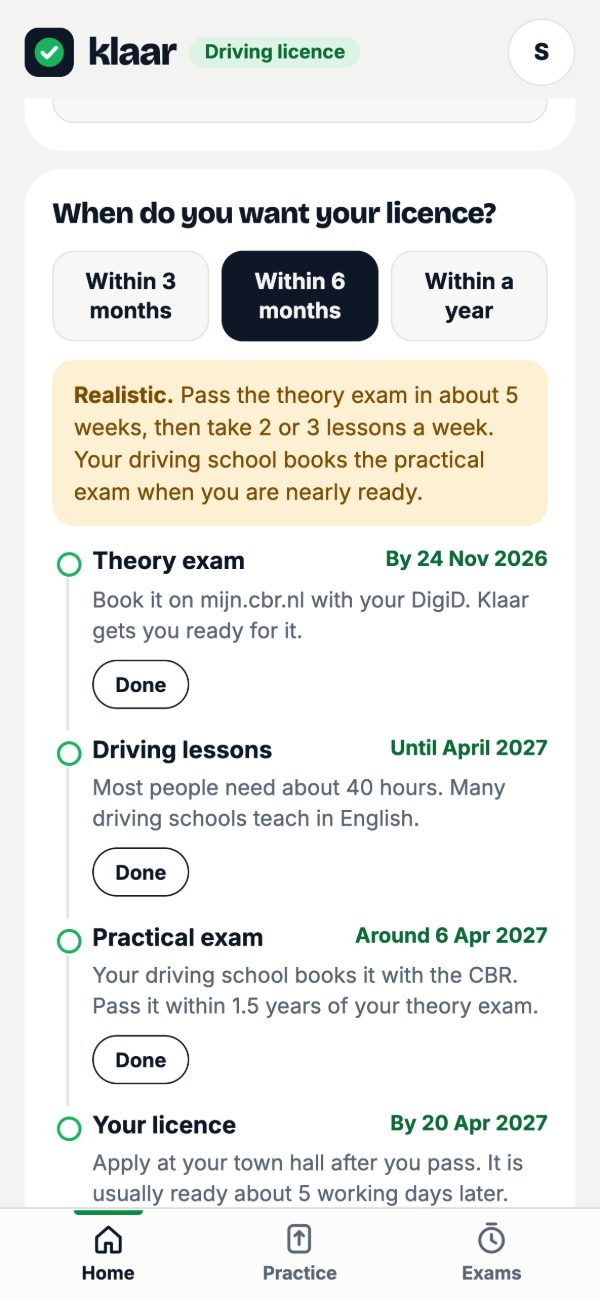 klaar
Driving licence
S
When do you want your licence?
Within 3
months
Within 6
months
Within a
year
Realistic. Pass the theory exam in about 5
weeks, then take 2 or 3 lessons a week.
Your driving school books the practical
exam when you are nearly ready.
Theory exam
By 24 Nov 2026
Book it on mijn.cbr.nl with your DigiD. Klaar
gets you ready for it.
Done
Driving lessons
Until April 2027
Most people need about 40 hours. Many
driving schools teach in English.
Done
Practical exam
Around 6 Apr 2027
Your driving school books it with the CBR.
Pass it within 1.5 years of your theory exam.
Done
Your licence
By 20 Apr 2027
Apply at your town hall after you pass. It is
usually ready about 5 working days later.
Home
Practice
Exams